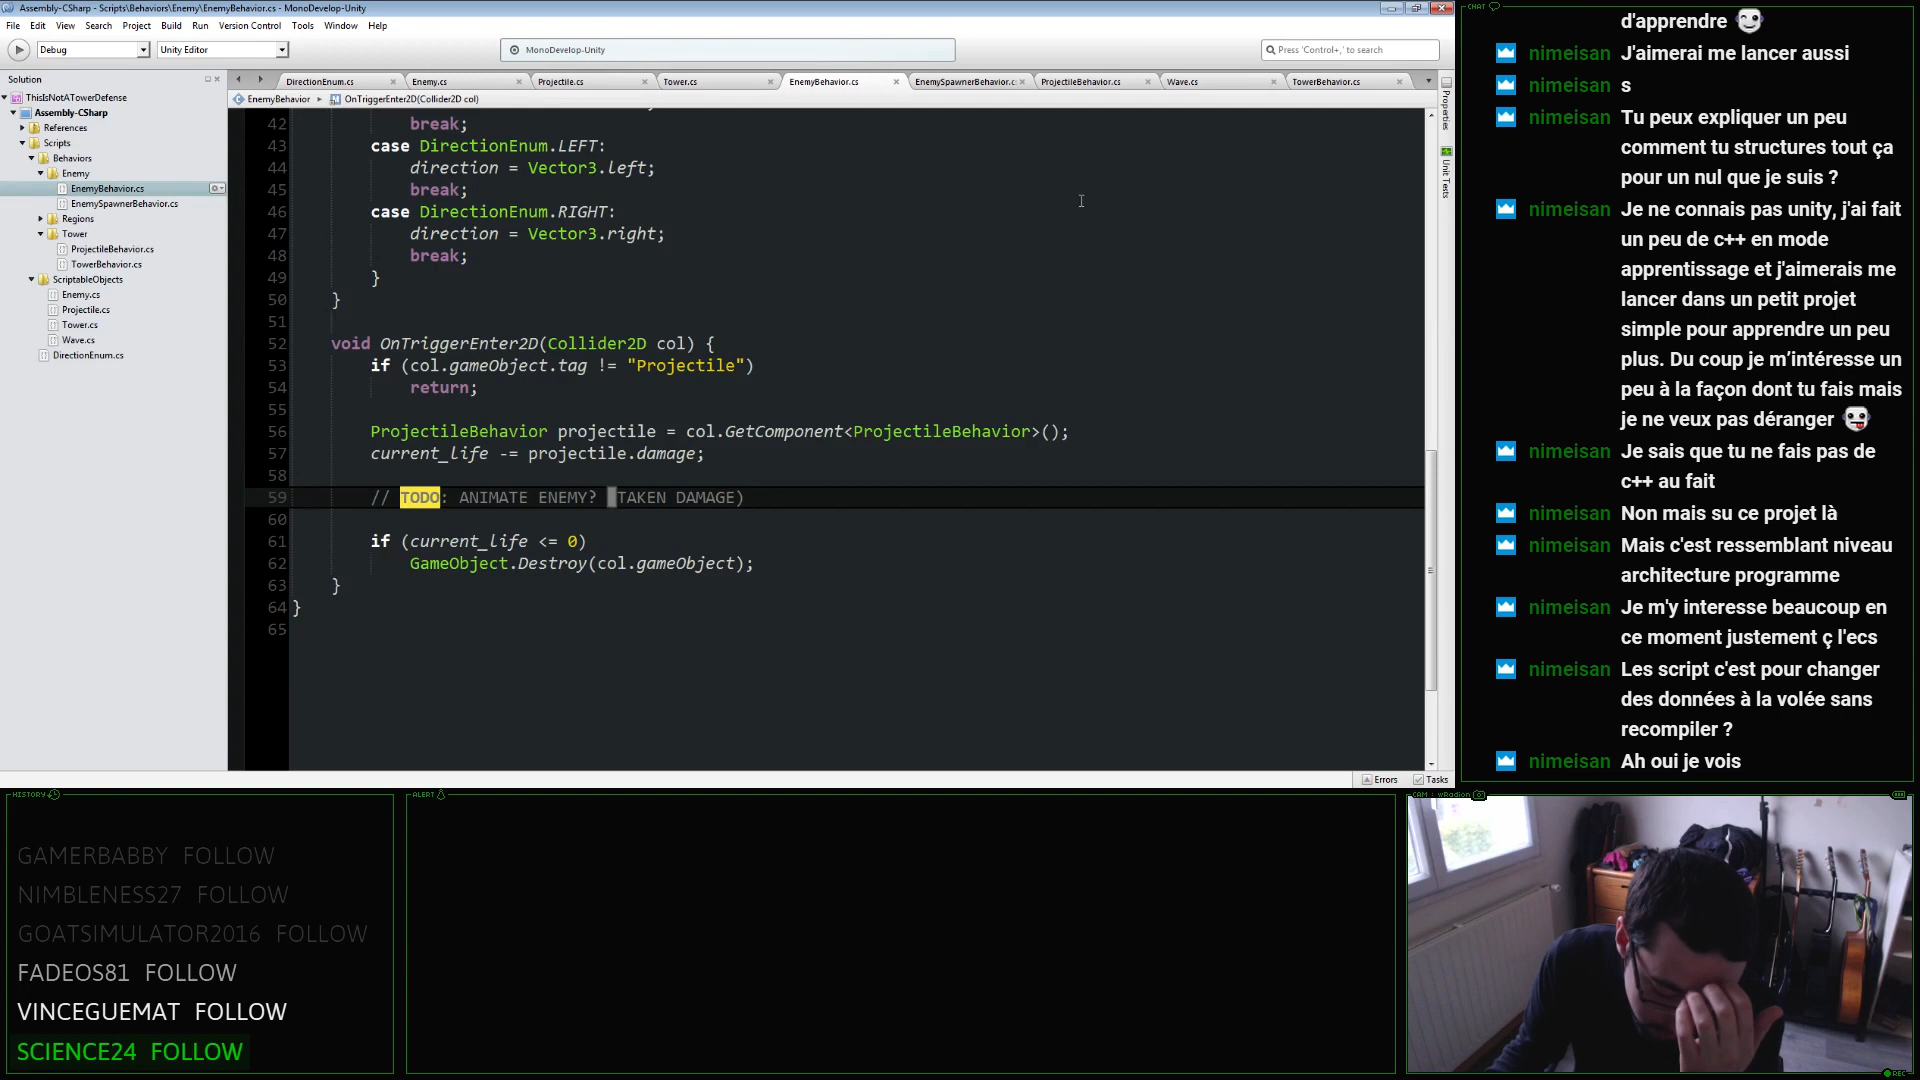 Assembly-CSharp - Scripts\Behaviors\Enemy\EnemyBehavior.cs - MonoDevelop-Unity
File Edit View Search Project Build Run Version Control Tools Window Help
Debug Unity Editor MonoDevelop-Unity Press 'Control+,' to search
Solution
ThisIsNotATowerDefense
Assembly-CSharp
References
Scripts
Behaviors
Enemy
EnemyBehavior.cs
EnemySpawnerBehavior.cs
Regions
Tower
ProjectileBehavior.cs
TowerBehavior.cs
ScriptableObjects
Enemy.cs
Projectile.cs
Tower.cs
Wave.cs
DirectionEnum.cs
DirectionEnum.cs Enemy.cs Projectile.cs Tower.cs EnemyBehavior.cs EnemySpawnerBehavior.cs ProjectileBehavior.cs Wave.cs TowerBehavior.cs
EnemyBehavior ▸ OnTriggerEnter2D(Collider2D col)
42 break;
43 case DirectionEnum.LEFT:
44 direction = Vector3.left;
45 break;
46 case DirectionEnum.RIGHT:
47 direction = Vector3.right;
48 break;
49 }
50 }
51
52 void OnTriggerEnter2D(Collider2D col) {
53 if (col.gameObject.tag != "Projectile")
54 return;
55
56 ProjectileBehavior projectile = col.GetComponent<ProjectileBehavior>();
57 current_life -= projectile.damage;
58
59 // TODO: ANIMATE ENEMY? TAKEN DAMAGE)
60
61 if (current_life <= 0)
62 GameObject.Destroy(col.gameObject);
63 }
64 }
65
Properties
Unit Tests
Errors Tasks
CHAT
d'apprendre
nimeisan J'aimerai me lancer aussi
nimeisan s
nimeisan Tu peux expliquer un peu
comment tu structures tout ça
pour un nul que je suis ?
nimeisan Je ne connais pas unity, j'ai fait
un peu de c++ en mode
apprentissage et j'aimerais me
lancer dans un petit projet
simple pour apprendre un peu
plus. Du coup je m’intéresse un
peu à la façon dont tu fais mais
je ne veux pas déranger
nimeisan Je sais que tu ne fais pas de
c++ au fait
nimeisan Non mais su ce projet là
nimeisan Mais c'est ressemblant niveau
architecture programme
nimeisan Je m'y interesse beaucoup en
ce moment justement ç l'ecs
nimeisan Les script c'est pour changer
des données à la volée sans
recompiler ?
nimeisan Ah oui je vois
HISTORY
GAMERBABBY FOLLOW
NIMBLENESS27 FOLLOW
GOATSIMULATOR2016 FOLLOW
FADEOS81 FOLLOW
VINCEGUEMAT FOLLOW
SCIENCE24 FOLLOW
ALERT
CAM : wRadion
REC